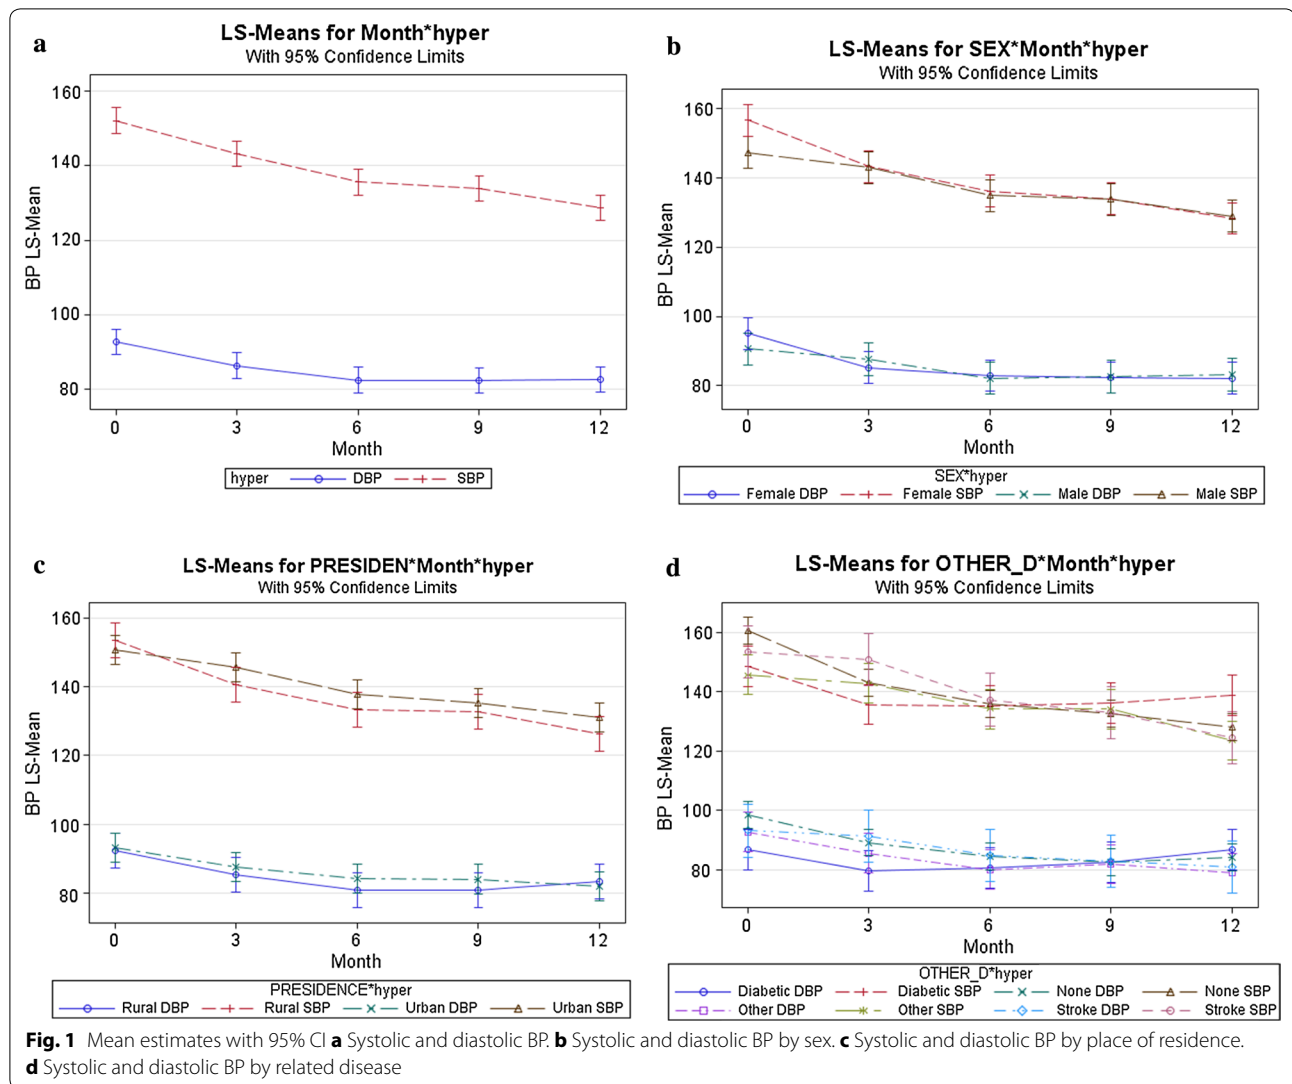 a
LS-Means for Month*hyper
With 95% Confidence Limits
BP LS-Mean
160
140
120
100
80
0 3 6 9 12
Month
hyper DBP SBP
b
LS-Means for SEX*Month*hyper
With 95% Confidence Limits
BP LS-Mean
160
140
120
100
80
0 3 6 9 12
Month
SEX*hyper
Female DBP Female SBP Male DBP Male SBP
c
LS-Means for PRESIDEN*Month*hyper
With 95% Confidence Limits
BP LS-Mean
160
140
120
100
80
0 3 6 9 12
Month
PRESIDENCE*hyper
Rural DBP Rural SBP Urban DBP Urban SBP
d
LS-Means for OTHER_D*Month*hyper
With 95% Confidence Limits
BP LS-Mean
160
140
120
100
80
0 3 6 9 12
Month
OTHER_D*hyper
Diabetic DBP Diabetic SBP None DBP None SBP
Other DBP Other SBP Stroke DBP Stroke SBP
Fig. 1 Mean estimates with 95% CI a Systolic and diastolic BP. b Systolic and diastolic BP by sex. c Systolic and diastolic BP by place of residence.
d Systolic and diastolic BP by related disease